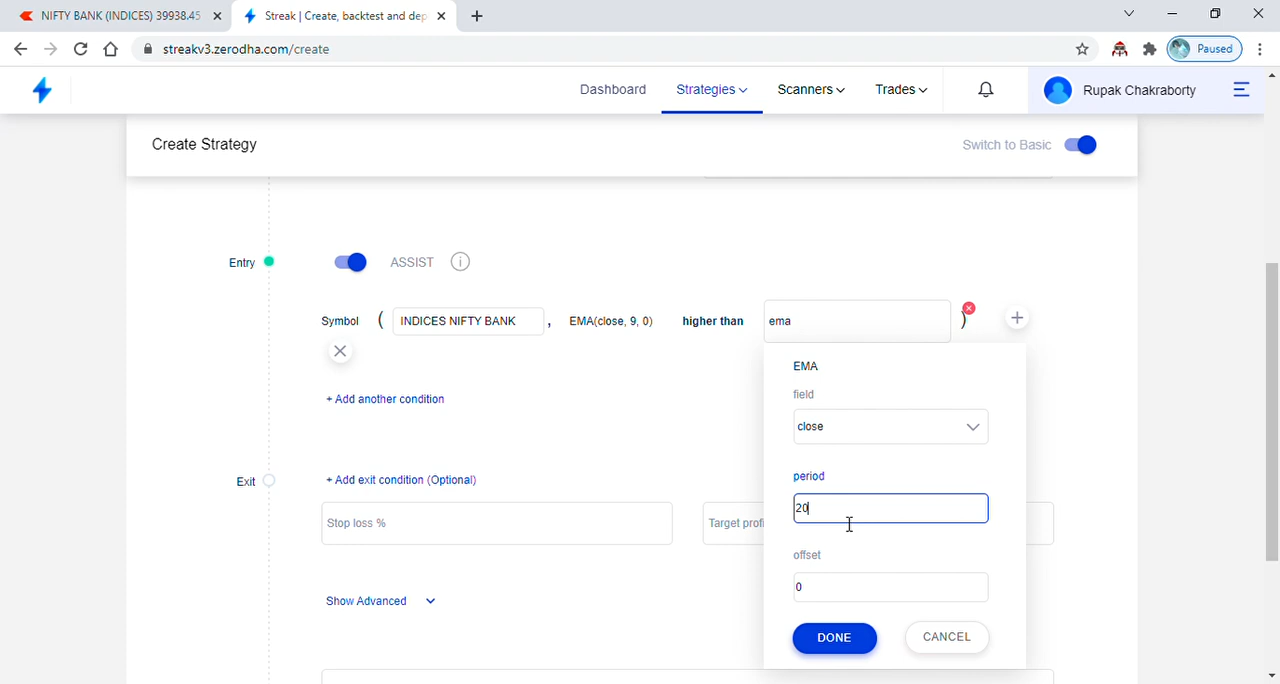 NIFTY BANK (INDICES) 39938.45
Streak | Create, backtest and dep
streakv3.zerodha.com/create
Paused
Dashboard
Strategies
Scanners
Trades
Rupak Chakraborty
Create Strategy
Switch to Basic
Entry
ASSIST
Symbol ( INDICES NIFTY BANK , EMA(close, 9, 0) higher than ema )
+ Add another condition
EMA
field
close
Exit
+ Add exit condition (Optional)
period
20
Stop loss %
Target profi
offset
0
Show Advanced
DONE
CANCEL